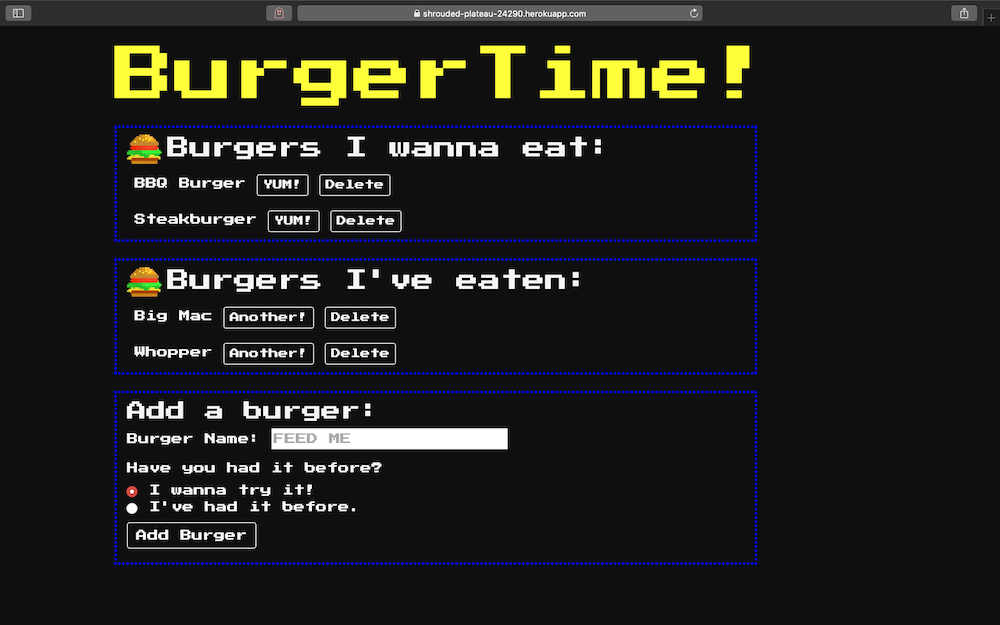 shrouded-plateau-24290.herokuapp.com
BurgerTime!
Burgers I wanna eat:
BBQ Burger YUM! Delete
Steakburger YUM! Delete
Burgers I've eaten:
Big Mac Another! Delete
Whopper Another! Delete
Add a burger:
Burger Name: FEED ME
Have you had it before?
I wanna try it!
I've had it before.
Add Burger